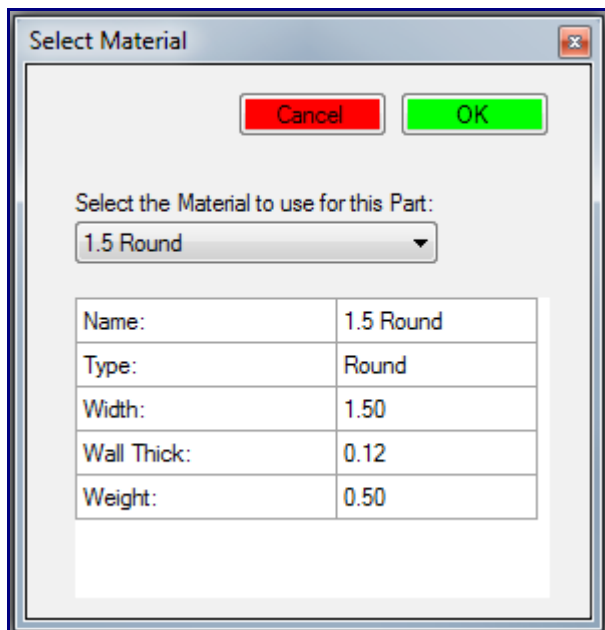 Select Material
Cancel OK
Select the Material to use for this Part:
1.5 Round
Name: 1.5 Round
Type: Round
Width: 1.50
Wall Thick: 0.12
Weight: 0.50